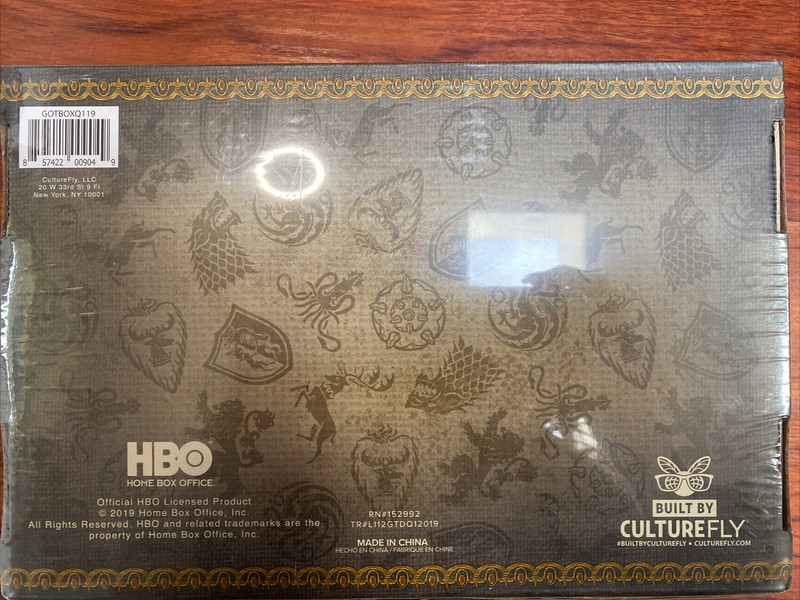 GOTBOXQ119
8 57422 00904 9
CultureFly, LLC
20 W 33rd St 9 Fl
New York, NY 10001
HBO
HOME BOX OFFICE.
Official HBO Licensed Product
© 2019 Home Box Office, Inc.
All Rights Reserved. HBO and related trademarks are the
property of Home Box Office, Inc.
RN#152992
TR#L112GTDQ12019
MADE IN CHINA
HECHO EN CHINA / FABRIQUÉ EN CHINE
BUILT BY
CULTUREFLY
#BUILTBYCULTUREFLY • CULTUREFLY.COM